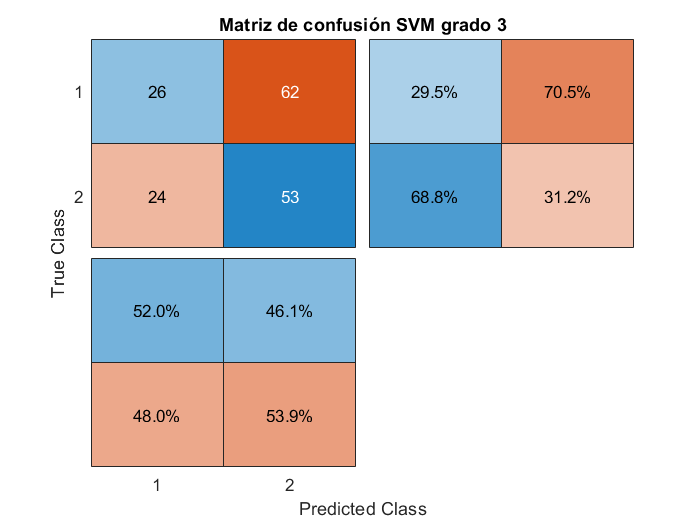 Matriz de confusión SVM grado 3
1 26 62 29.5% 70.5%
2 24 53 68.8% 31.2%
True Class
52.0% 46.1%
48.0% 53.9%
1 2
Predicted Class